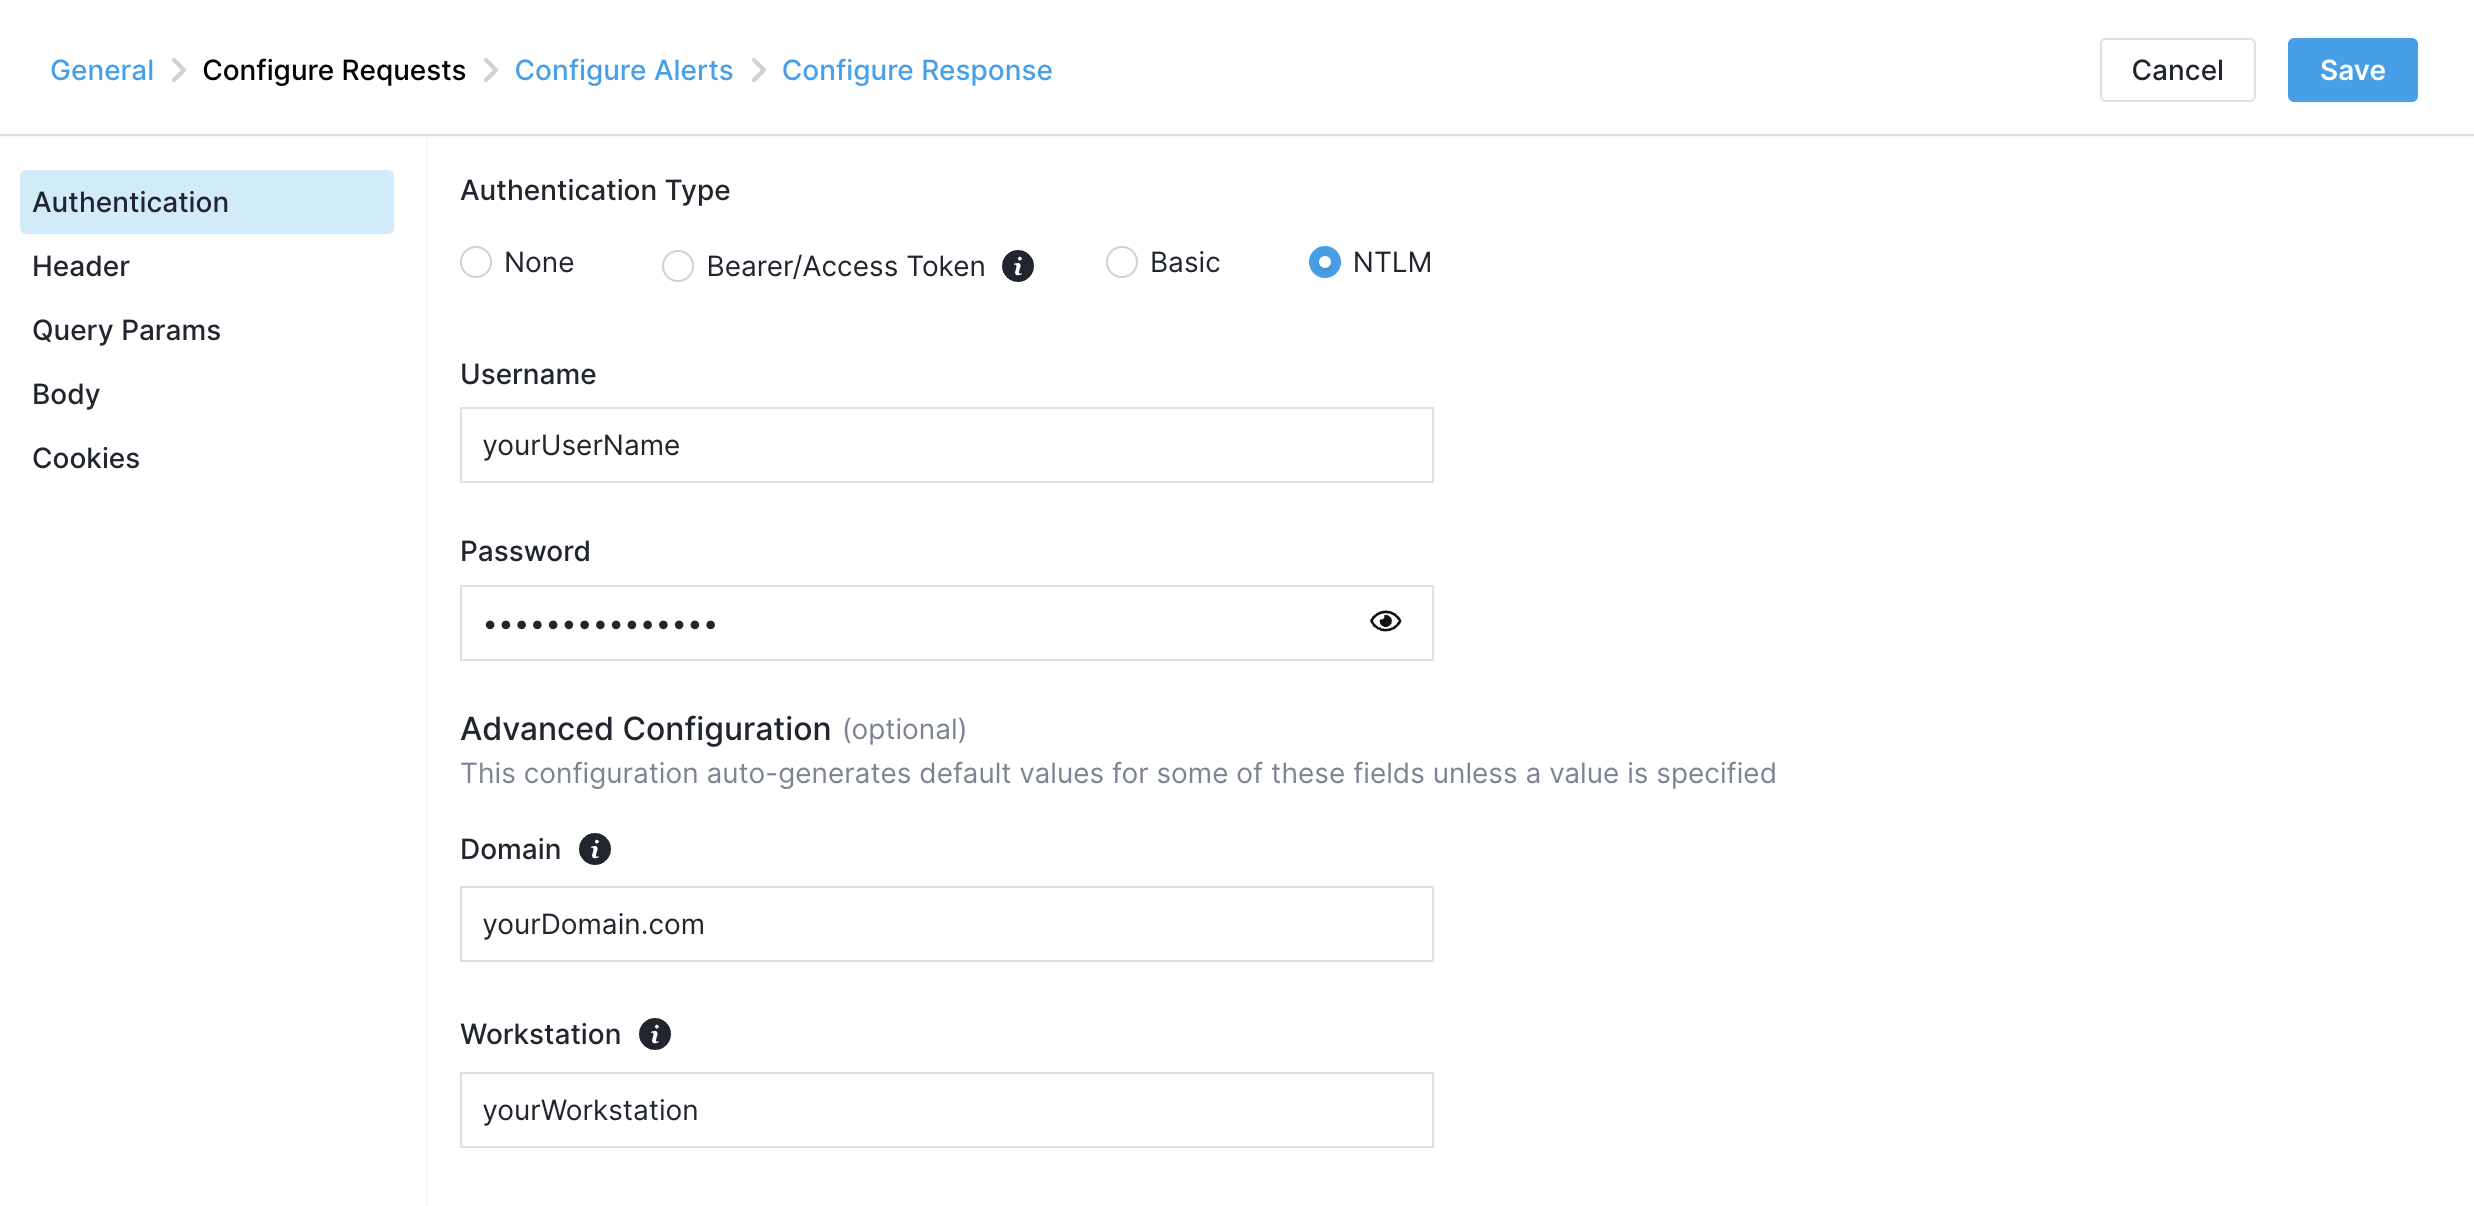 General > Configure Requests > Configure Alerts > Configure Response
Cancel
Save
Authentication
Header
Query Params
Body
Cookies
Authentication Type
None
Bearer/Access Token
Basic
NTLM
Username
yourUserName
Password
•••••••••••••••
Advanced Configuration (optional)
This configuration auto-generates default values for some of these fields unless a value is specified
Domain
yourDomain.com
Workstation
yourWorkstation